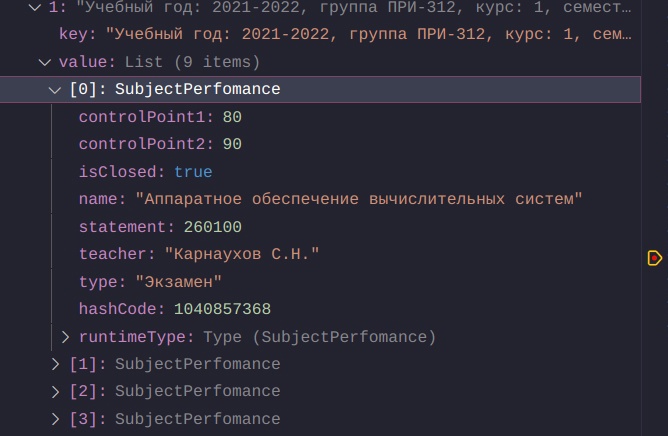 1: "Учебный год: 2021-2022, группа ПРИ-312, курс: 1, семест…
key: "Учебный год: 2021-2022, группа ПРИ-312, курс: 1, сем…
value: List (9 items)
[0]: SubjectPerfomance
controlPoint1: 80
controlPoint2: 90
isClosed: true
name: "Аппаратное обеспечение вычислительных систем"
statement: 260100
teacher: "Карнаухов С.Н."
type: "Экзамен"
hashCode: 1040857368
runtimeType: Type (SubjectPerfomance)
[1]: SubjectPerfomance
[2]: SubjectPerfomance
[3]: SubjectPerfomance